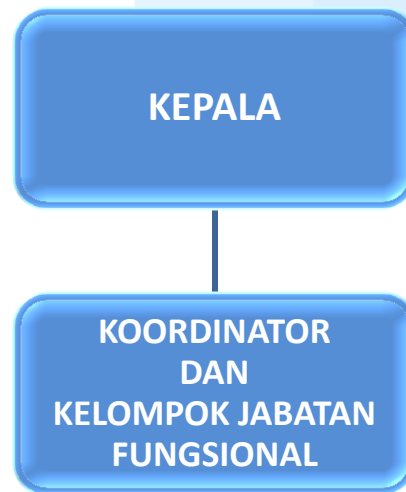 KEPALA
KOORDINATOR
DAN
KELOMPOK JABATAN
FUNGSIONAL